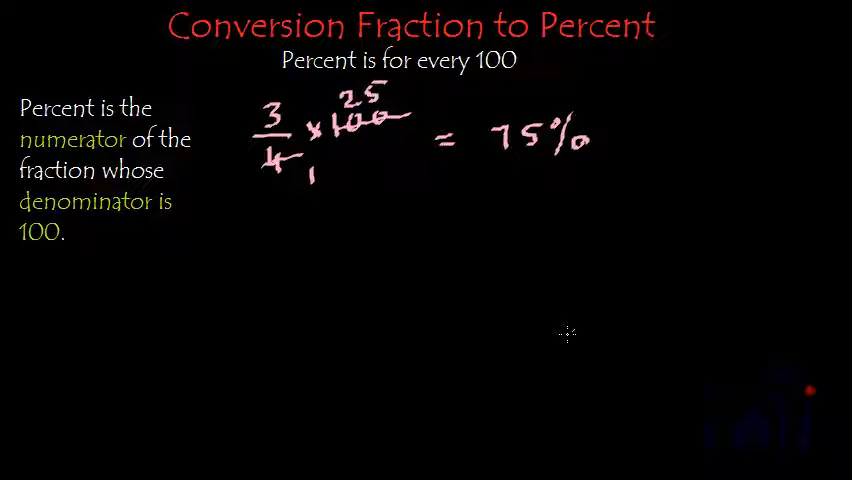 Conversion Fraction to Percent
Percent is for every 100
Percent is the
numerator of the
fraction whose
denominator is
100.
25
3/4 × 100 = 75%
1